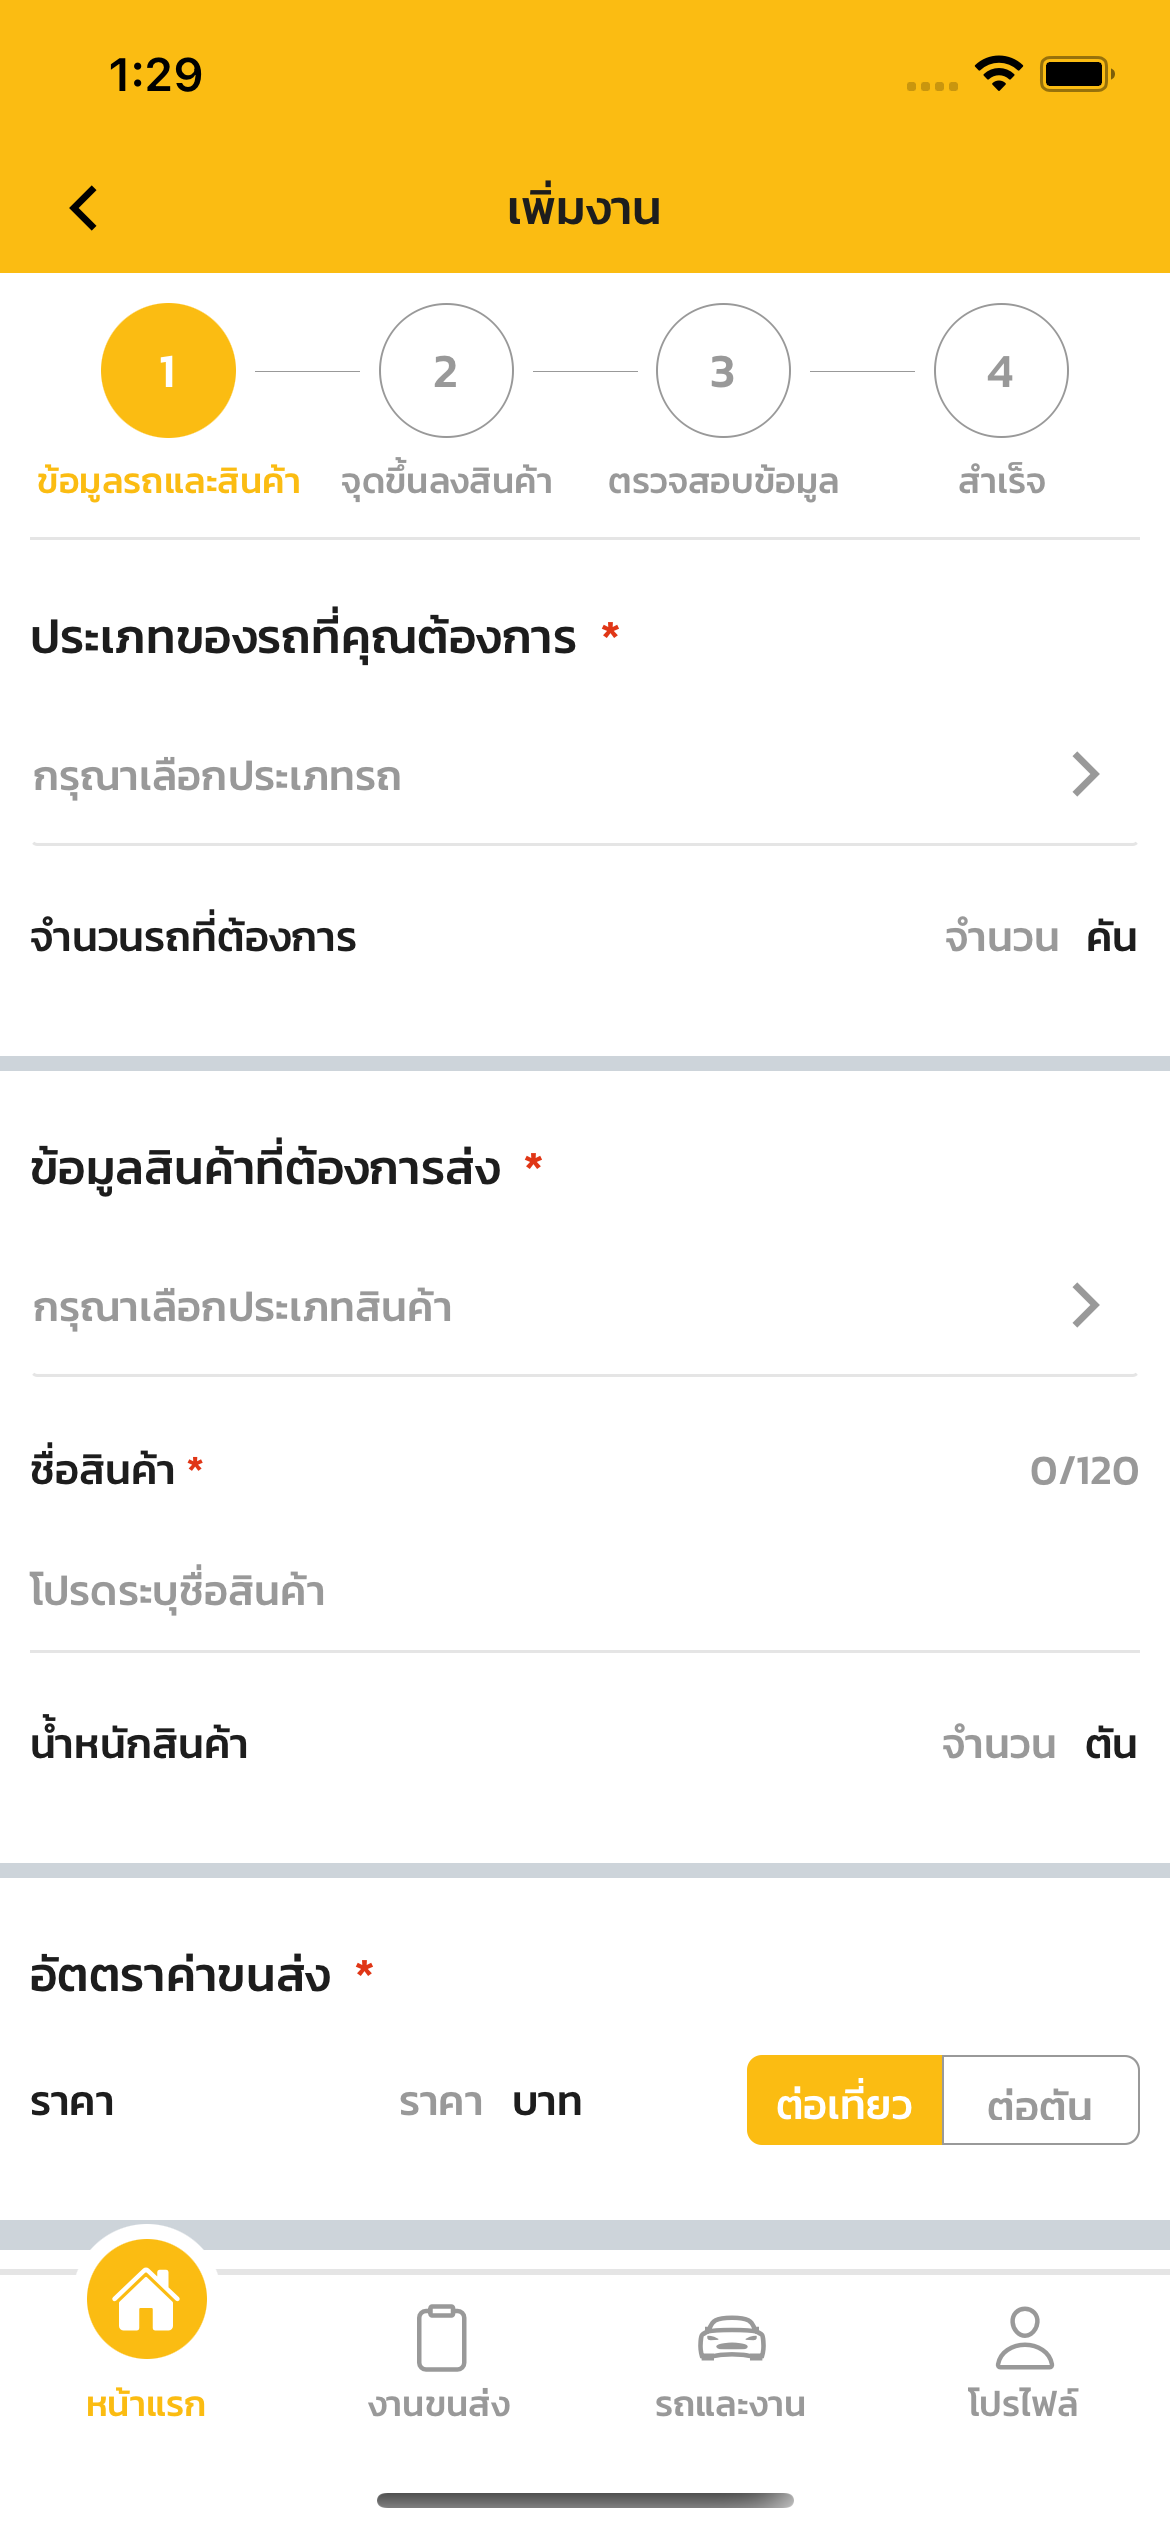 1:29
เพิ่มงาน
1 2 3 4
ข้อมูลรถและสินค้า จุดขึ้นลงสินค้า ตรวจสอบข้อมูล สำเร็จ
ประเภทของรถที่คุณต้องการ *
กรุณาเลือกประเภทรถ
จำนวนรถที่ต้องการ จำนวน คัน
ข้อมูลสินค้าที่ต้องการส่ง *
กรุณาเลือกประเภทสินค้า
ชื่อสินค้า * 0/120
โปรดระบุชื่อสินค้า
น้ำหนักสินค้า จำนวน ตัน
อัตตราค่าขนส่ง *
ราคา ราคา บาท ต่อเที่ยว ต่อตัน
หน้าแรก งานขนส่ง รถและงาน โปรไฟล์